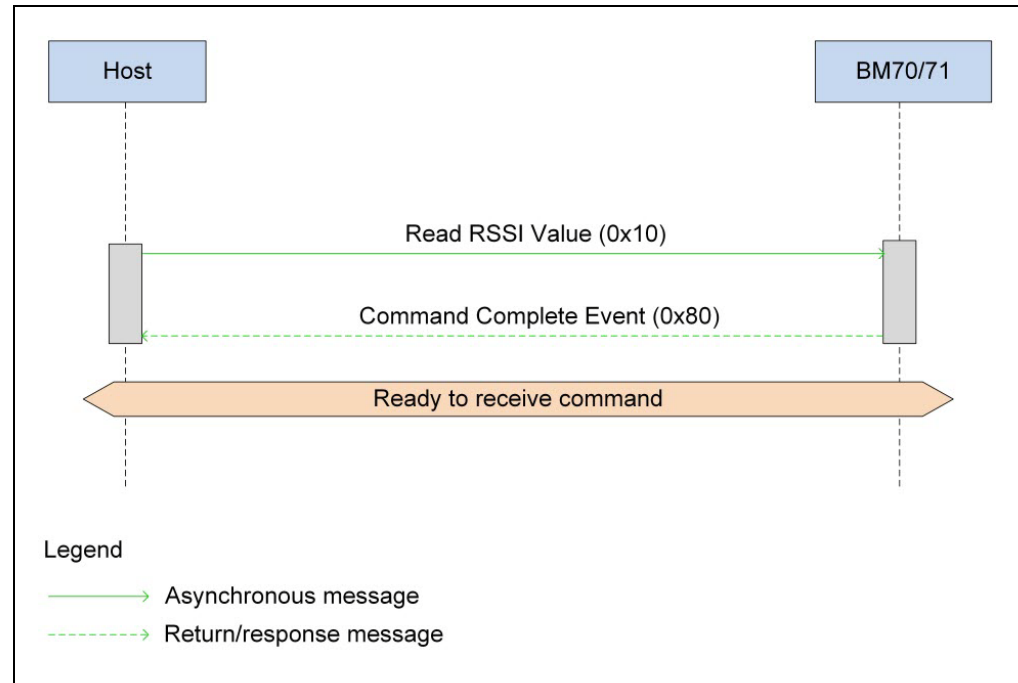 Host
BM70/71
Read RSSI Value (0x10)
Command Complete Event (0x80)
Ready to receive command
Legend
Asynchronous message
Return/response message